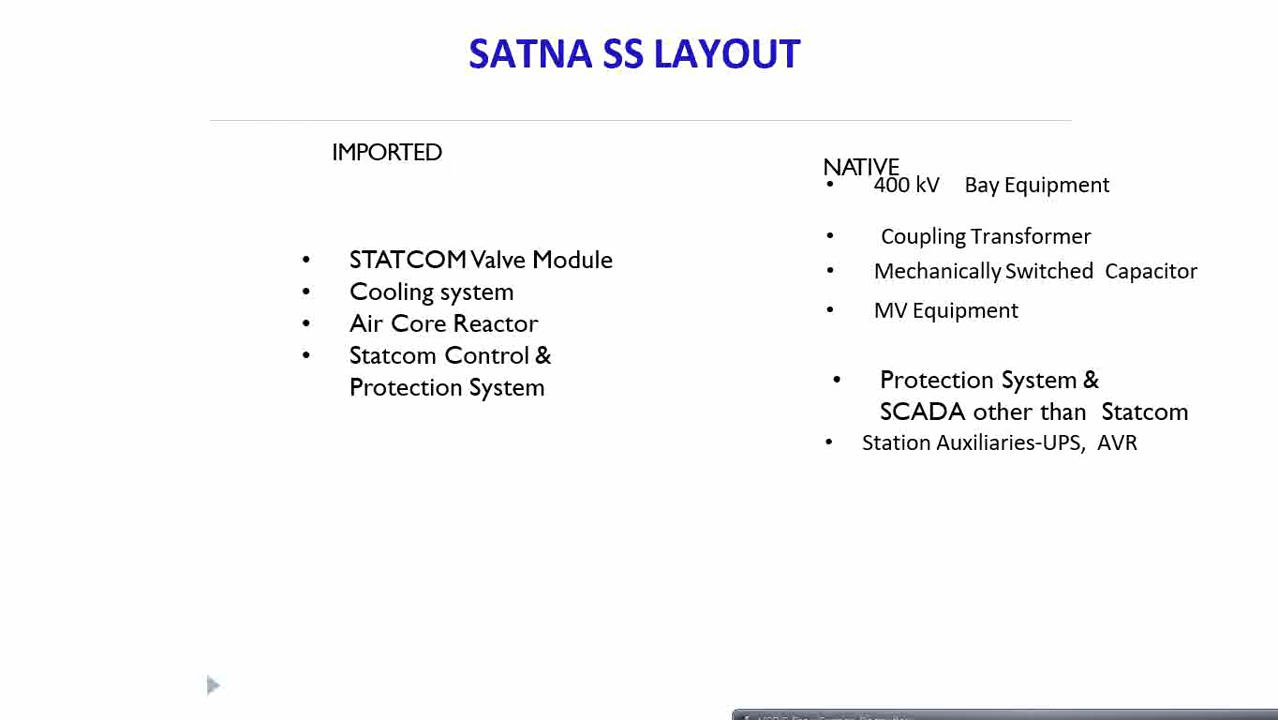 SATNA SS LAYOUT
IMPORTED
• STATCOM Valve Module
• Cooling system
• Air Core Reactor
• Statcom Control &
Protection System
NATIVE
• 400 kV Bay Equipment
• Coupling Transformer
• Mechanically Switched Capacitor
• MV Equipment
• Protection System &
SCADA other than Statcom
• Station Auxiliaries-UPS, AVR